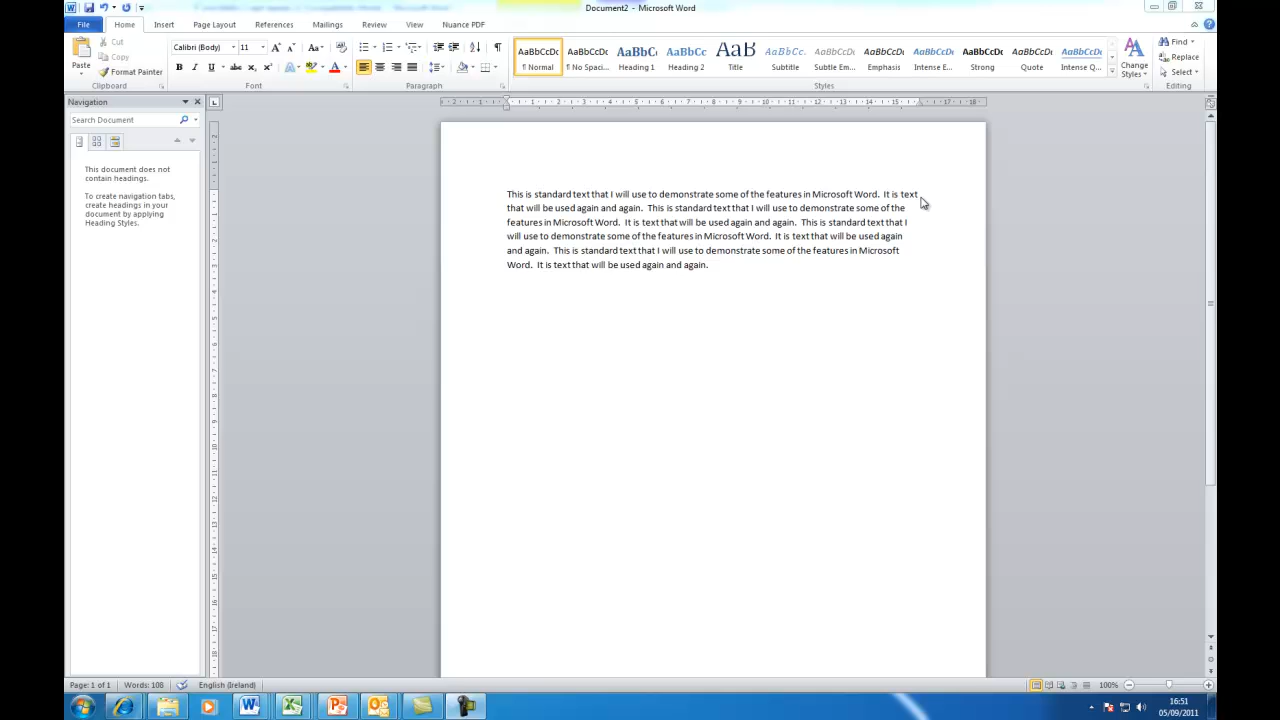 Document2 - Microsoft Word
File Home Insert Page Layout References Mailings Review View Nuance PDF
Paste
Cut
Copy
Format Painter
Clipboard
Calibri (Body) 11
Font
Paragraph
AaBbCcDc AaBbCcDc AaBbC AaBbCc AaB AaBbCc. AaBbCcDc AaBbCcDc AaBbCcDc AaBbCcDc AaBbCcDc AaBbCcDc
¶ Normal ¶ No Spaci... Heading 1 Heading 2 Title Subtitle Subtle Em... Emphasis Intense E... Strong Quote Intense Q...
Change
Styles
Styles
Find
Replace
Select
Editing
Navigation
Search Document
This document does not
contain headings.
To create navigation tabs,
create headings in your
document by applying
Heading Styles.
This is standard text that I will use to demonstrate some of the features in Microsoft Word. It is text
that will be used again and again. This is standard text that I will use to demonstrate some of the
features in Microsoft Word. It is text that will be used again and again. This is standard text that I
will use to demonstrate some of the features in Microsoft Word. It is text that will be used again
and again. This is standard text that I will use to demonstrate some of the features in Microsoft
Word. It is text that will be used again and again.
Page: 1 of 1 Words: 108 English (Ireland) 100%
16:51
05/09/2011